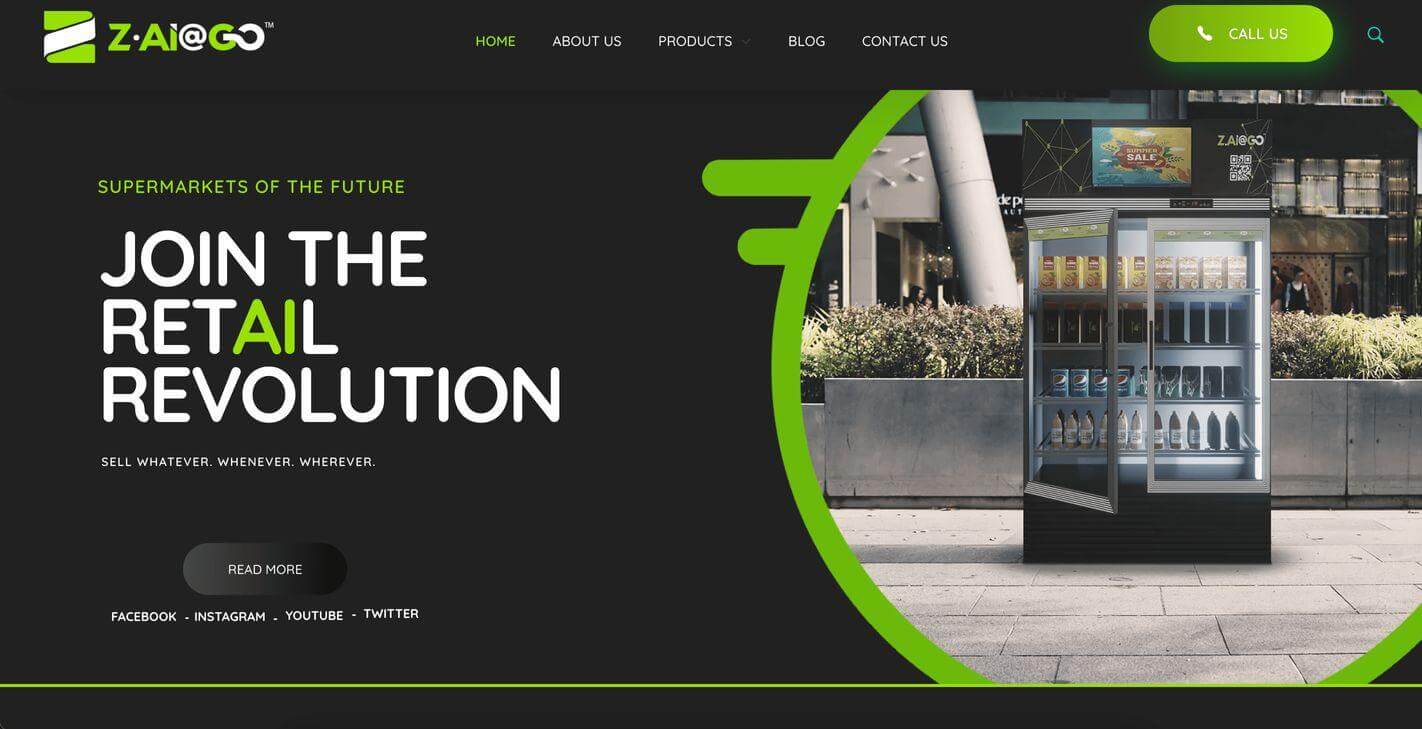 Z·Ai@GO™
HOME
ABOUT US
PRODUCTS
BLOG
CONTACT US
CALL US
SUPERMARKETS OF THE FUTURE
JOIN THE
RETAIL
REVOLUTION
SELL WHATEVER. WHENEVER. WHEREVER.
READ MORE
FACEBOOK - INSTAGRAM - YOUTUBE - TWITTER
SUMMER
SALE
Z.Ai@GO
pepsi